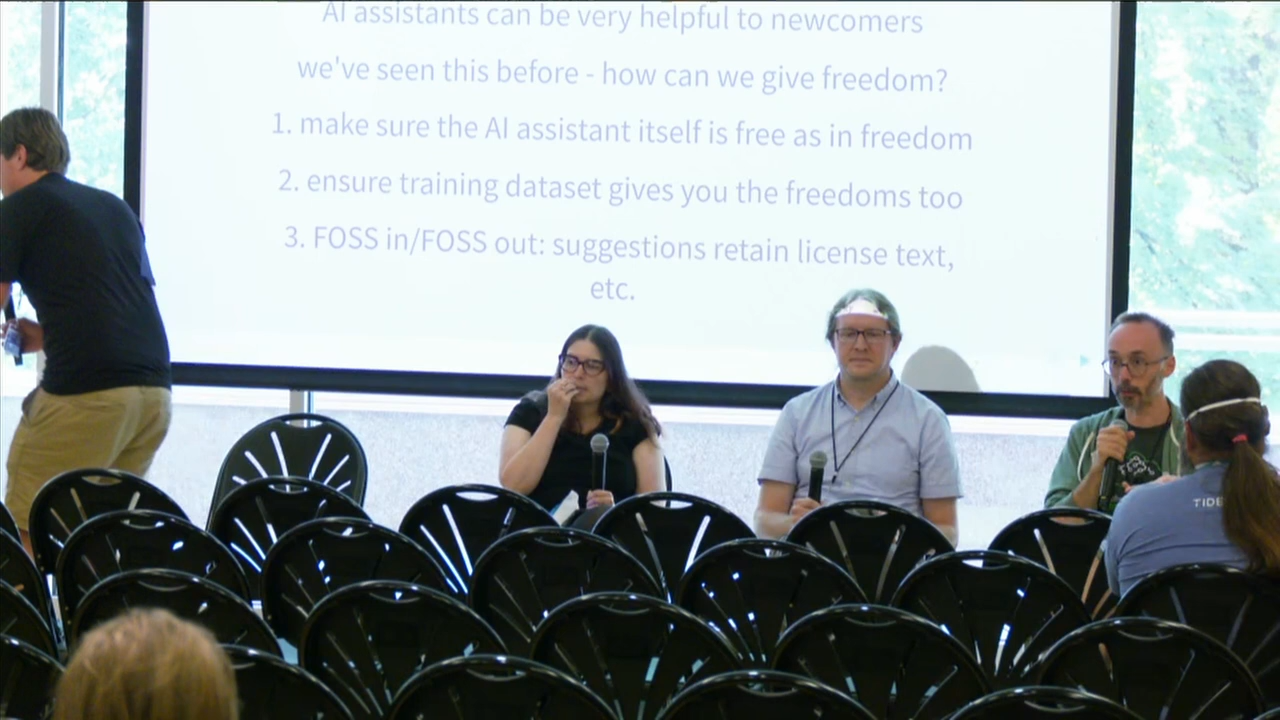 AI assistants can be very helpful to newcomers
we've seen this before - how can we give freedom?
1. make sure the AI assistant itself is free as in freedom
2. ensure training dataset gives you the freedoms too
3. FOSS in/FOSS out: suggestions retain license text,
etc.